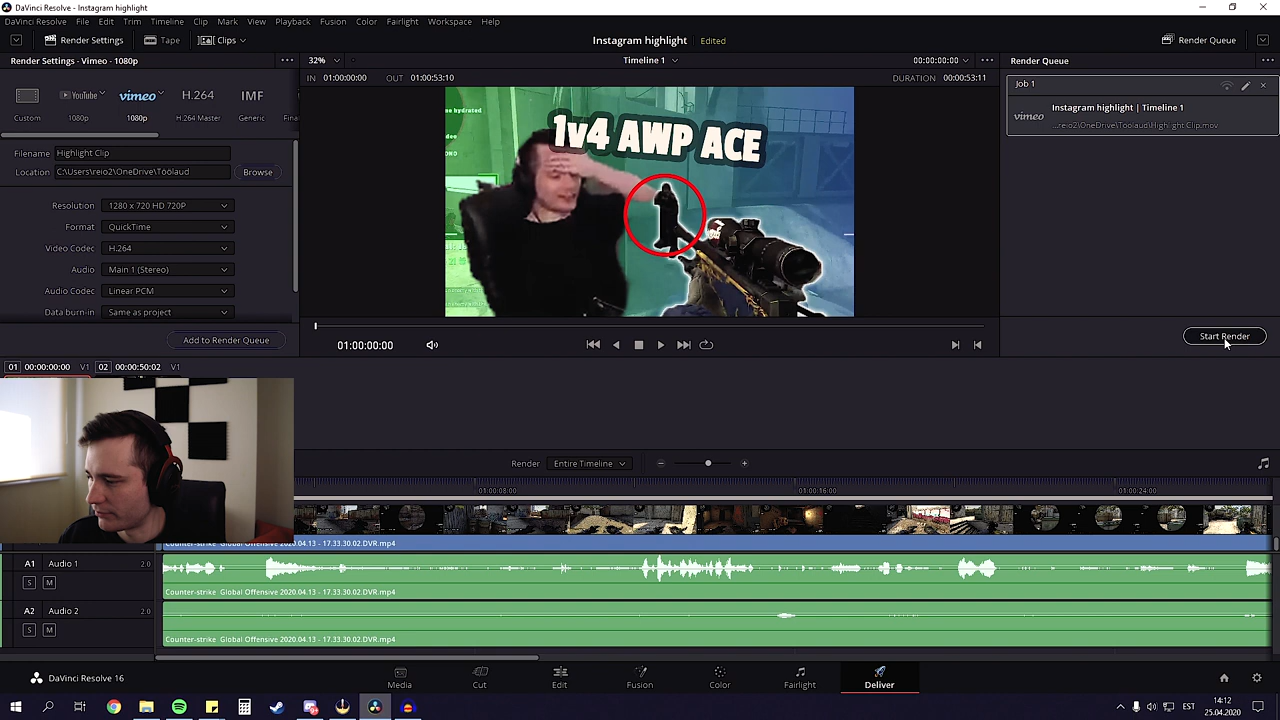 DaVinci Resolve - Instagram highlight
DaVinci Resolve File Edit Trim Timeline Clip Mark View Playback Fusion Color Fairlight Workspace Help
Render Settings Tape Clips Instagram highlight Edited Render Queue
Render Settings - Vimeo - 1080p 32% Timeline 1 00:00:00:00 Render Queue
IN 01:00:00:00 OUT 01:00:53:10 DURATION 00:00:53:11
Job 1
YouTube vimeo H.264 IMF
Custom 1080p 1080p H.264 Master Generic Fina
vimeo Instagram highlight | Timeline 1
...reio2\OneDrive\Töölaud\Highlight Clip.mov
1v4 AWP ACE
Filename Highlight Clip
Location C:\Users\reio2\OneDrive\Töölaud Browse
Resolution 1280 x 720 HD 720P
Format QuickTime
Video Codec H.264
Audio Main 1 (Stereo)
Audio Codec Linear PCM
Data burn-in Same as project
Add to Render Queue
Start Render
01:00:00:00
01 00:00:00:00 V1 02 00:00:50:02 V1
Render Entire Timeline
01:00:08:00 01:00:16:00 01:00:24:00
Counter-strike Global Offensive 2020.04.13 - 17.33.30.02.DVR.mp4
A1 Audio 1 2.0
S M
Counter-strike Global Offensive 2020.04.13 - 17.33.30.02.DVR.mp4
A2 Audio 2 2.0
S M
Counter-strike Global Offensive 2020.04.13 - 17.33.30.02.DVR.mp4
DaVinci Resolve 16 Media Cut Edit Fusion Color Fairlight Deliver
EST 14:12
25.04.2020